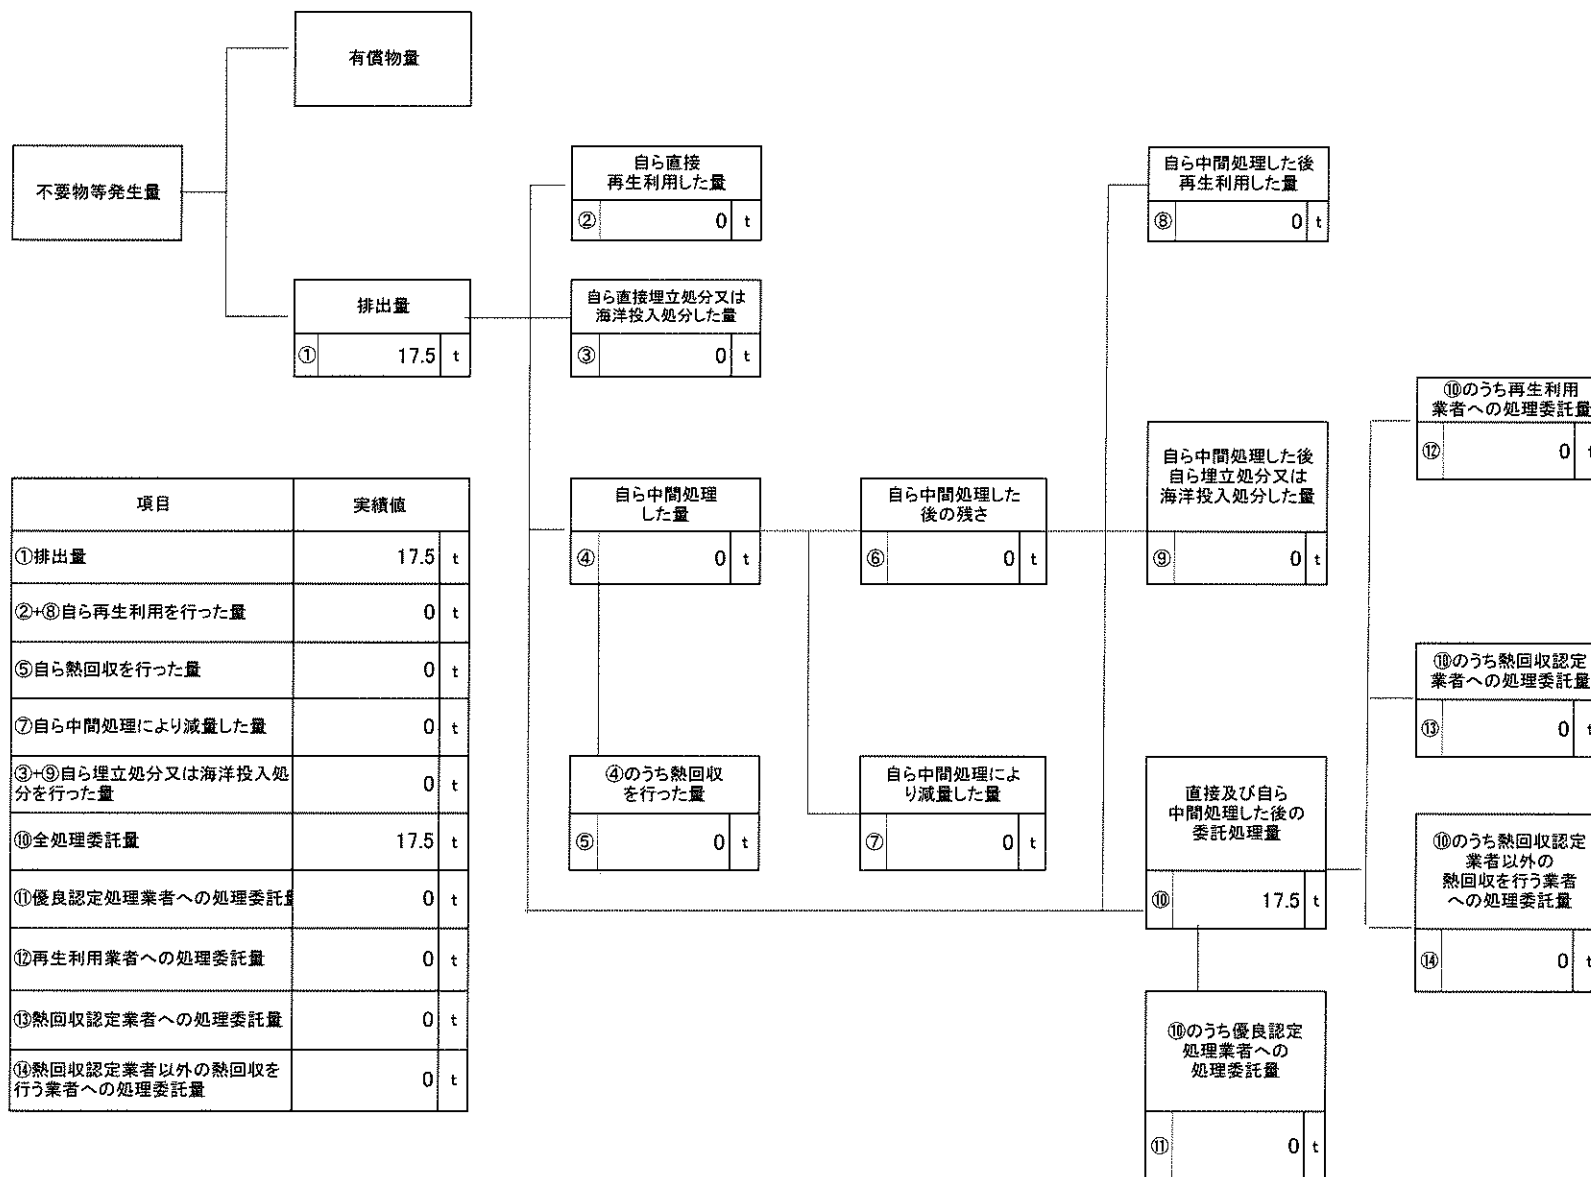 有償物量
不要物等発生量
排出量
① 17.5 t
自ら直接
再生利用した量
② 0 t
自ら直接埋立処分又は
海洋投入処分した量
③ 0 t
自ら中間処理した後
再生利用した量
⑧ 0 t
⑩のうち再生利用
業者への処理委託量
⑫ 0 t
自ら中間処理
した量
④ 0 t
自ら中間処理した
後の残さ
⑥ 0 t
自ら中間処理した後
自ら埋立処分又は
海洋投入処分した量
⑨ 0 t
⑩のうち熱回収認定
業者への処理委託量
⑬ 0 t
④のうち熱回収
を行った量
⑤ 0 t
自ら中間処理によ
り減量した量
⑦ 0 t
直接及び自ら
中間処理した後の
委託処理量
⑩ 17.5 t
⑩のうち熱回収認定
業者以外の
熱回収を行う業者
への処理委託量
⑭ 0 t
⑩のうち優良認定
処理業者への
処理委託量
⑪ 0 t
項目 実績値
①排出量 17.5 t
②+⑧自ら再生利用を行った量 0 t
⑤自ら熱回収を行った量 0 t
⑦自ら中間処理により減量した量 0 t
③+⑨自ら埋立処分又は海洋投入処
分を行った量 0 t
⑩全処理委託量 17.5 t
⑪優良認定処理業者への処理委託量 0 t
⑫再生利用業者への処理委託量 0 t
⑬熱回収認定業者への処理委託量 0 t
⑭熱回収認定業者以外の熱回収を
行う業者への処理委託量 0 t